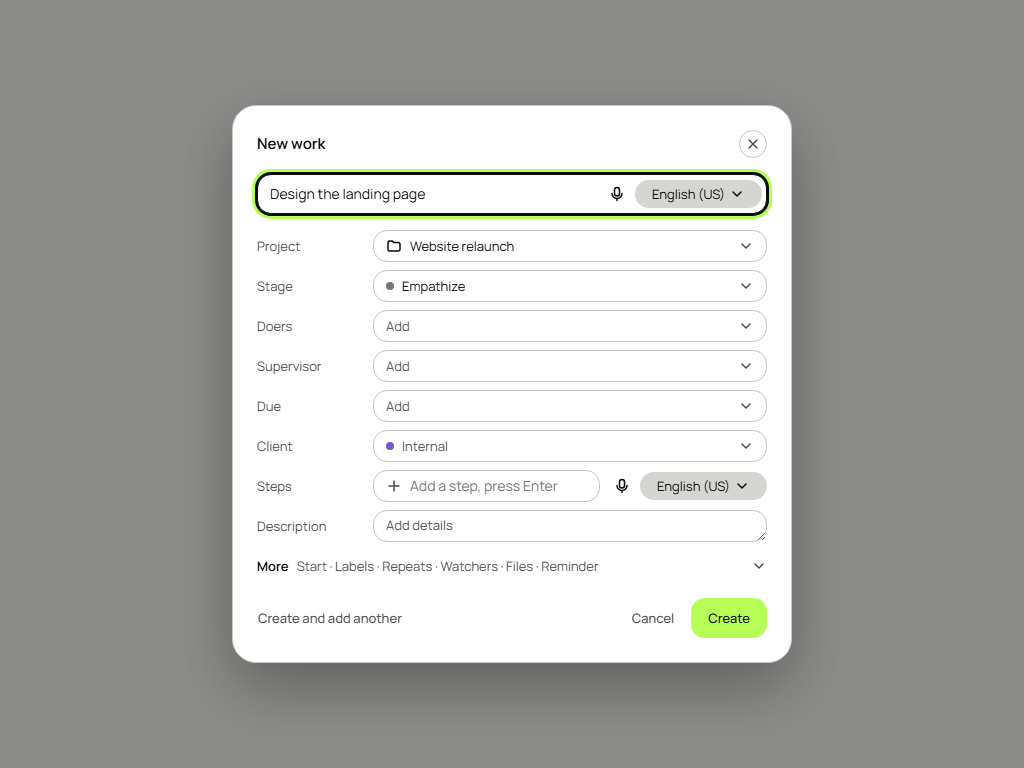 New work
Design the landing page English (US)
Project Website relaunch
Stage Empathize
Doers Add
Supervisor Add
Due Add
Client Internal
Steps Add a step, press Enter English (US)
Description Add details
More Start · Labels · Repeats · Watchers · Files · Reminder
Create and add another Cancel Create